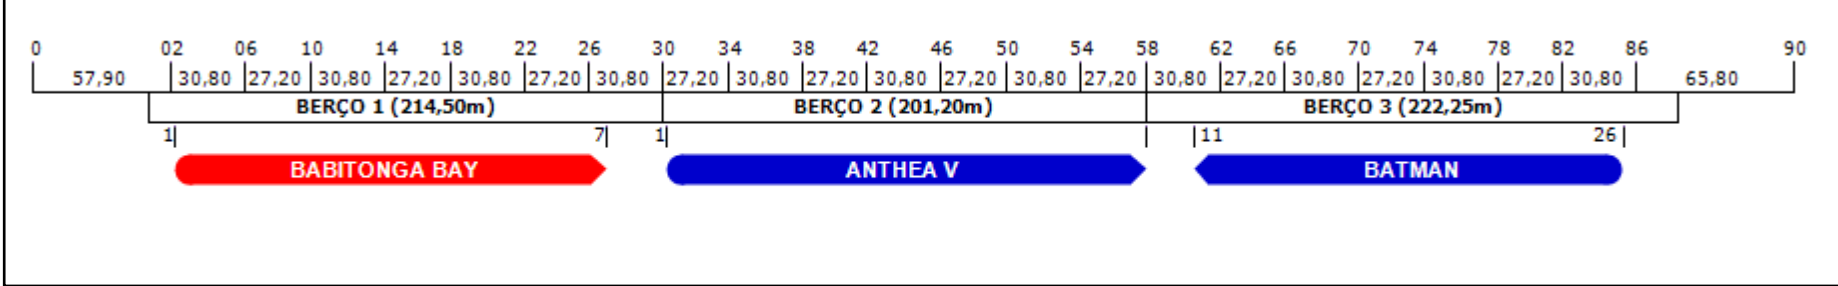 0 02 06 10 14 18 22 26 30 34 38 42 46 50 54 58 62 66 70 74 78 82 86 90
57,90 30,80 27,20 30,80 27,20 30,80 27,20 30,80 27,20 30,80 27,20 30,80 27,20 30,80 27,20 30,80 27,20 30,80 27,20 30,80 27,20 30,80 65,80
BERÇO 1 (214,50m) BERÇO 2 (201,20m) BERÇO 3 (222,25m)
1| 7| 1| | |11 26|
BABITONGA BAY ANTHEA V BATMAN